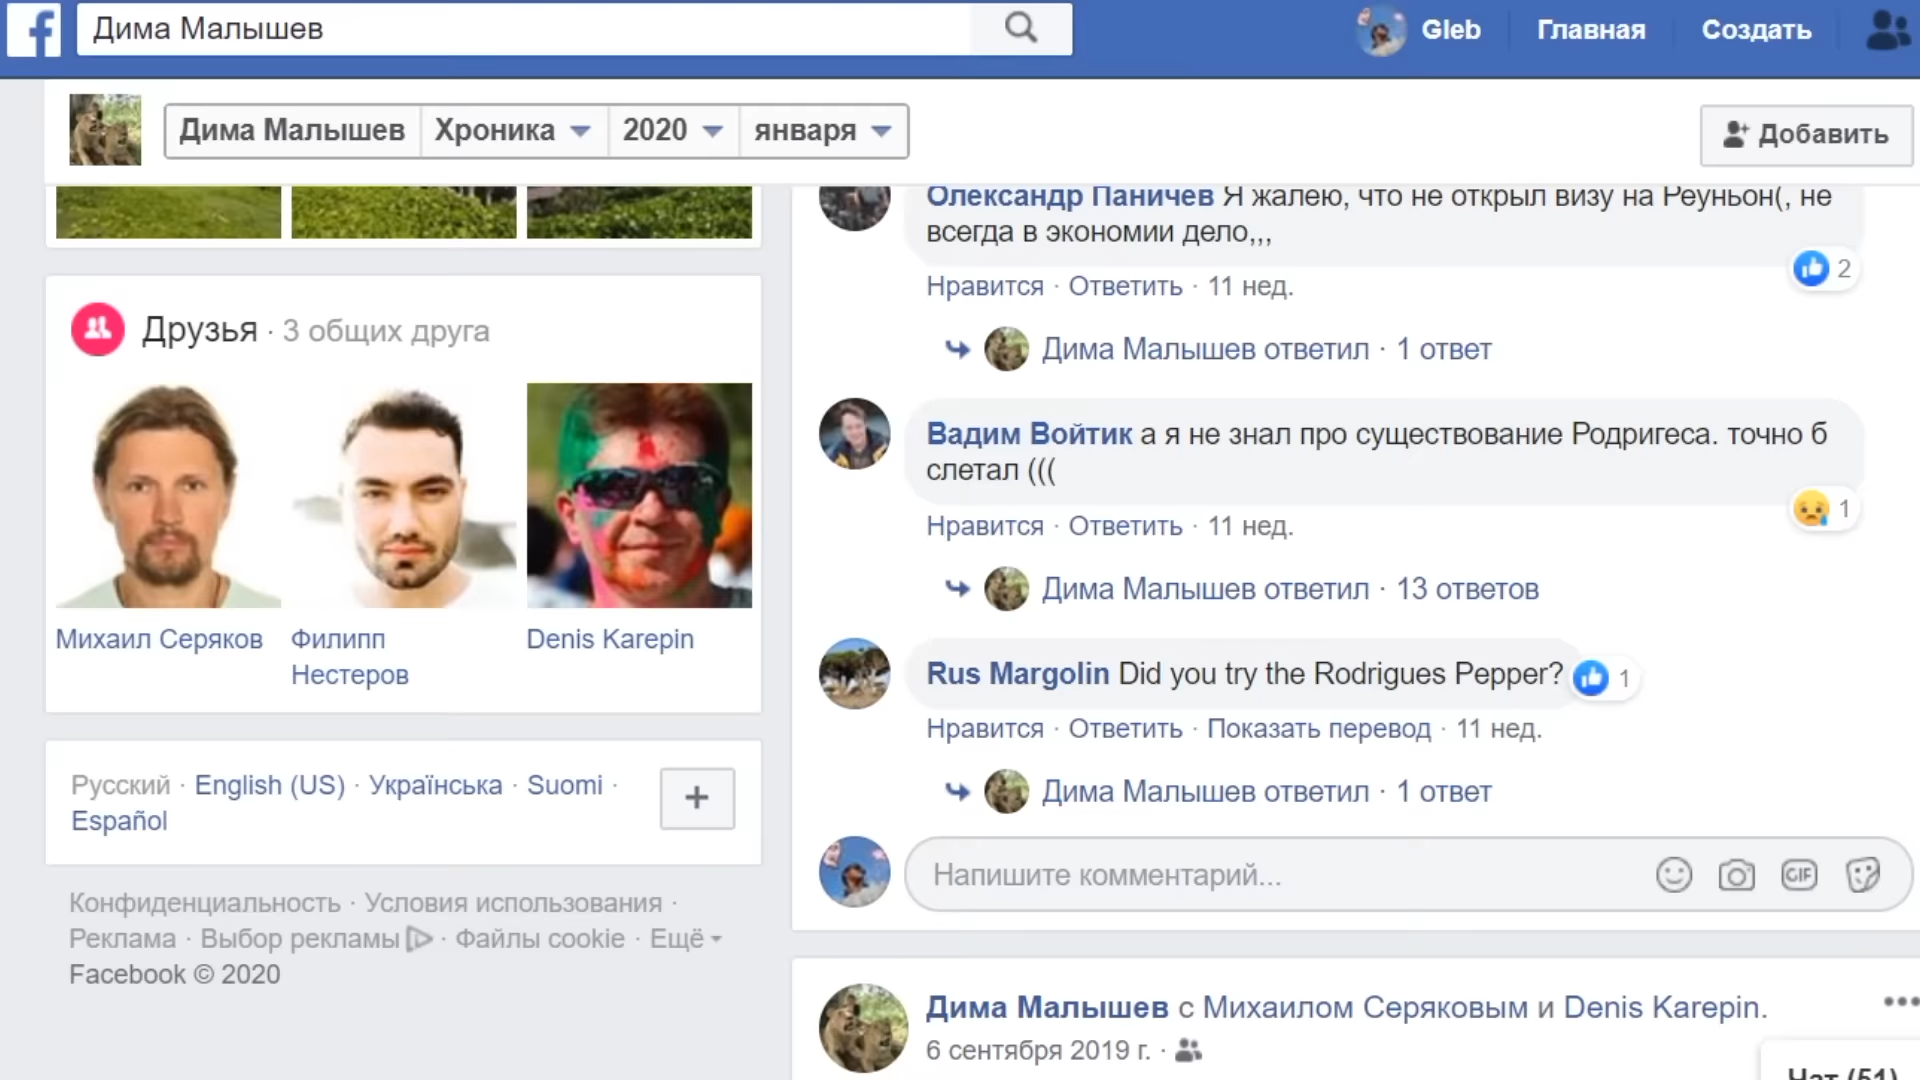 Дима Малышев
Gleb
Главная
Создать
Дима Малышев
Хроника
2020
января
Добавить
Друзья · 3 общих друга
Михаил Серяков
Филипп
Нестеров
Denis Karepin
Русский · English (US) · Українська · Suomi ·
Español
Конфиденциальность · Условия использования ·
Реклама · Выбор рекламы · Файлы cookie · Ещё
Facebook © 2020
Олександр Паничев Я жалею, что не открыл визу на Реуньон(, не
всегда в экономии дело,,,
2
Нравится · Ответить · 11 нед.
Дима Малышев ответил · 1 ответ
Вадим Войтик а я не знал про существование Родригеса. точно б
слетал (((
1
Нравится · Ответить · 11 нед.
Дима Малышев ответил · 13 ответов
Rus Margolin Did you try the Rodrigues Pepper?
1
Нравится · Ответить · Показать перевод · 11 нед.
Дима Малышев ответил · 1 ответ
Напишите комментарий...
GIF
Дима Малышев с Михаилом Серяковым и Denis Karepin.
6 сентября 2019 г. ·
Чат (51)